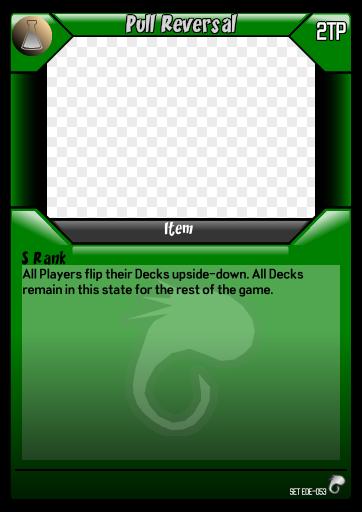 Pull Reversal
2TP
Item
S Rank
All Players flip their Decks upside-down. All Decks
remain in this state for the rest of the game.
SET EOE-053